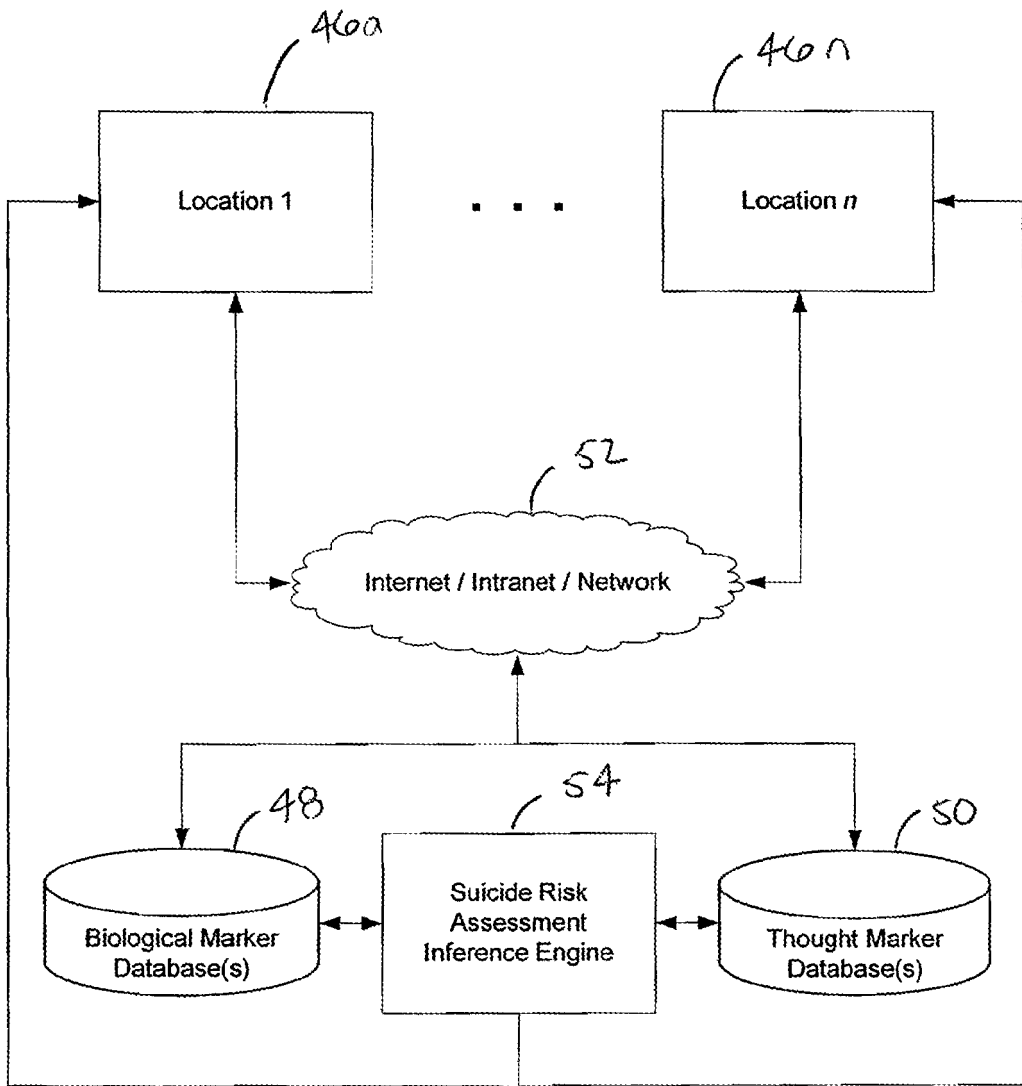 46a
46n
Location 1
. . .
Location n
52
Internet / Intranet / Network
48
54
50
Biological Marker
Database(s)
Suicide Risk
Assessment
Inference Engine
Thought Marker
Database(s)